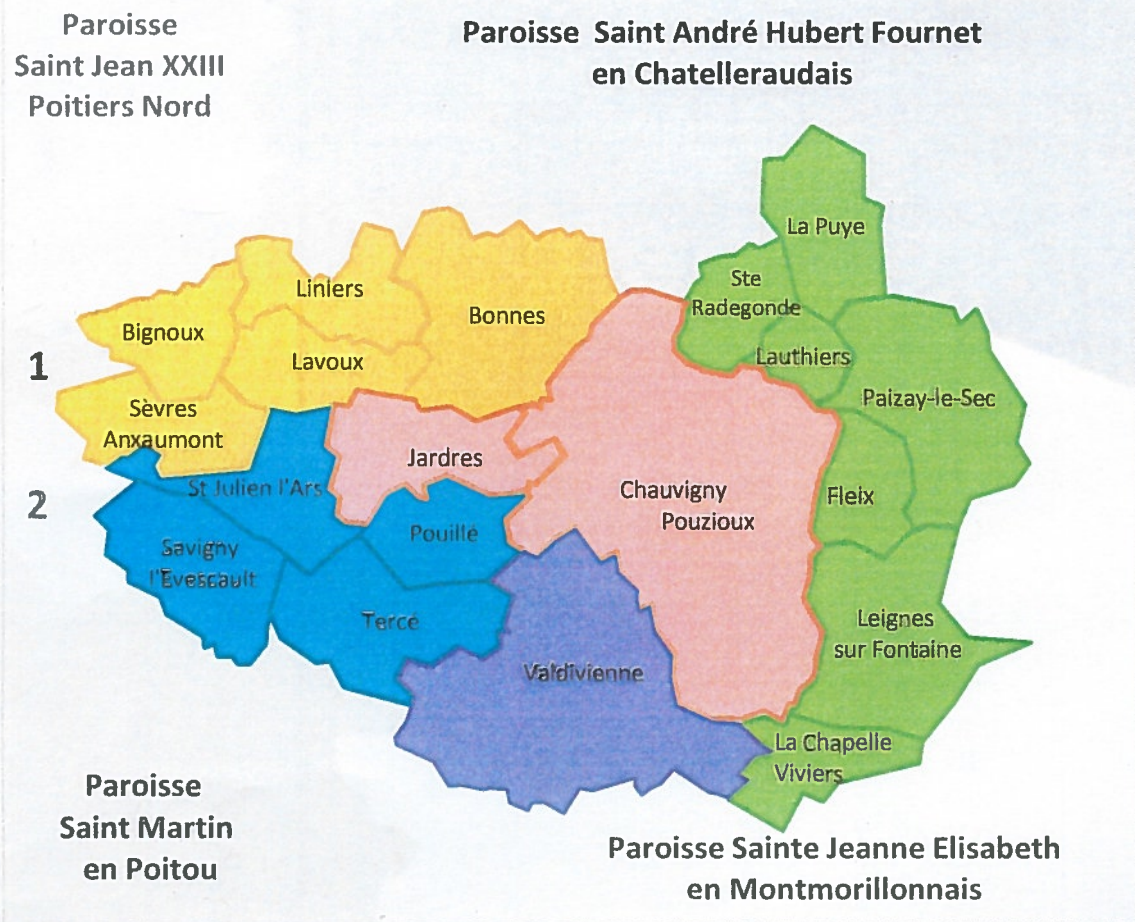 Paroisse
Saint Jean XXIII
Poitiers Nord
Paroisse Saint André Hubert Fournet
en Chatelleraudais
La Puye
Ste
Radegonde
Liniers
Bonnes
Bignoux
Lavoux
Lauthiers
1
Paizay-le-Sec
Sèvres
Anxaumont
Jardres
St Julien l'Ars
Chauvigny
Pouzioux
Fleix
2
Pouillé
Savigny
l'Evescault
Tercé
Leignes
sur Fontaine
Valdivienne
La Chapelle
Viviers
Paroisse
Saint Martin
en Poitou
Paroisse Sainte Jeanne Elisabeth
en Montmorillonnais